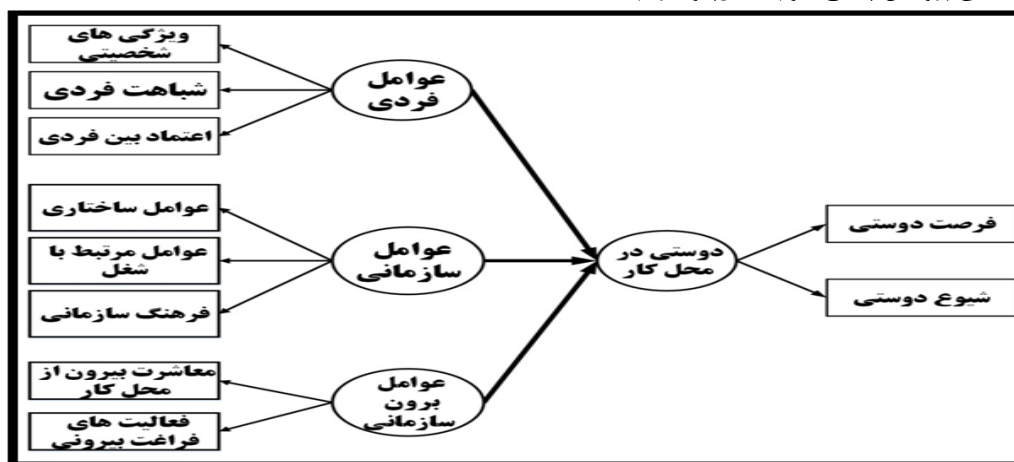 ویژگی های
شخصیتی
شباهت فردی
اعتماد بین فردی
عوامل
فردی
عوامل ساختاری
عوامل مرتبط با
شغل
فرهنگ سازمانی
عوامل
سازمانی
معاشرت بیرون از
محل کار
فعالیت های
فراغت بیرونی
عوامل
برون
سازمانی
دوستی در
محل کار
فرصت دوستی
شیوع دوستی